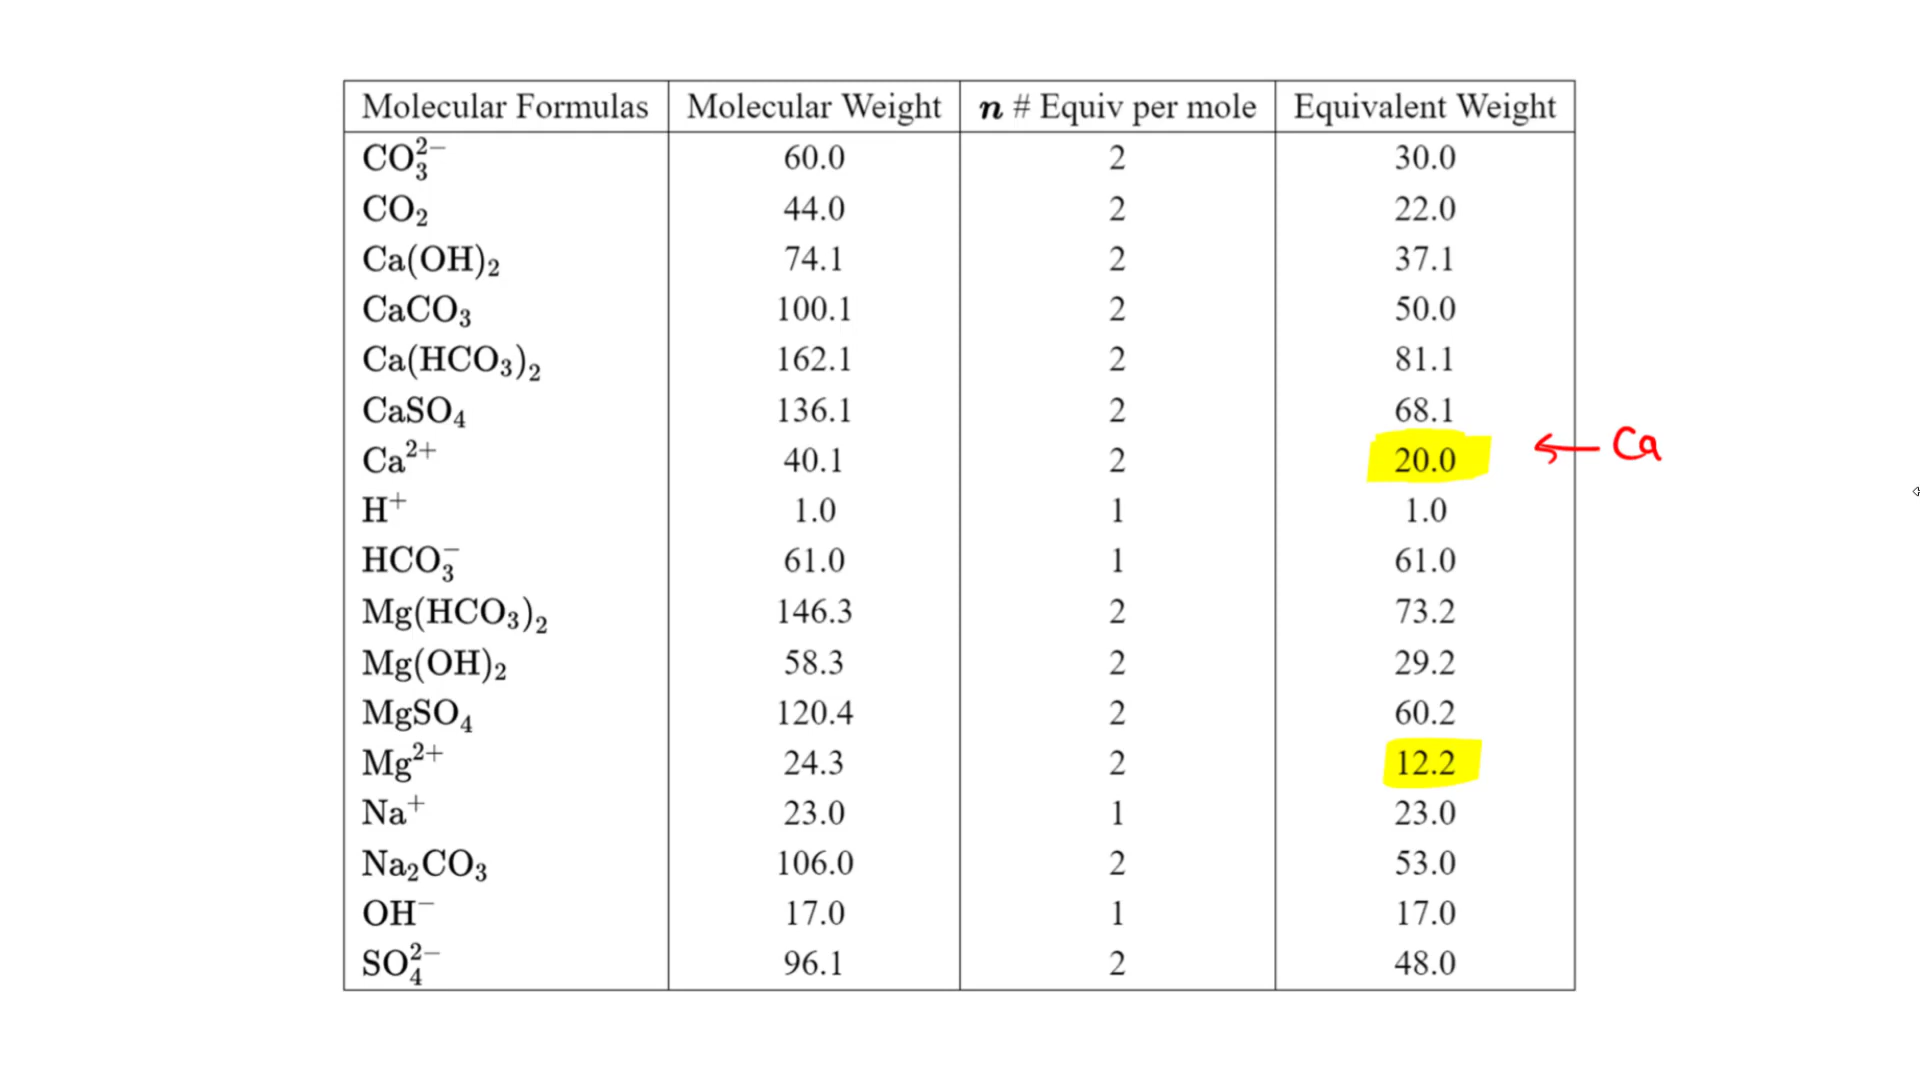 Molecular Formulas Molecular Weight n # Equiv per mole Equivalent Weight
CO₃²⁻ 60.0 2 30.0
CO₂ 44.0 2 22.0
Ca(OH)₂ 74.1 2 37.1
CaCO₃ 100.1 2 50.0
Ca(HCO₃)₂ 162.1 2 81.1
CaSO₄ 136.1 2 68.1
Ca²⁺ 40.1 2 20.0 ← Ca
H⁺ 1.0 1 1.0
HCO₃⁻ 61.0 1 61.0
Mg(HCO₃)₂ 146.3 2 73.2
Mg(OH)₂ 58.3 2 29.2
MgSO₄ 120.4 2 60.2
Mg²⁺ 24.3 2 12.2
Na⁺ 23.0 1 23.0
Na₂CO₃ 106.0 2 53.0
OH⁻ 17.0 1 17.0
SO₄²⁻ 96.1 2 48.0